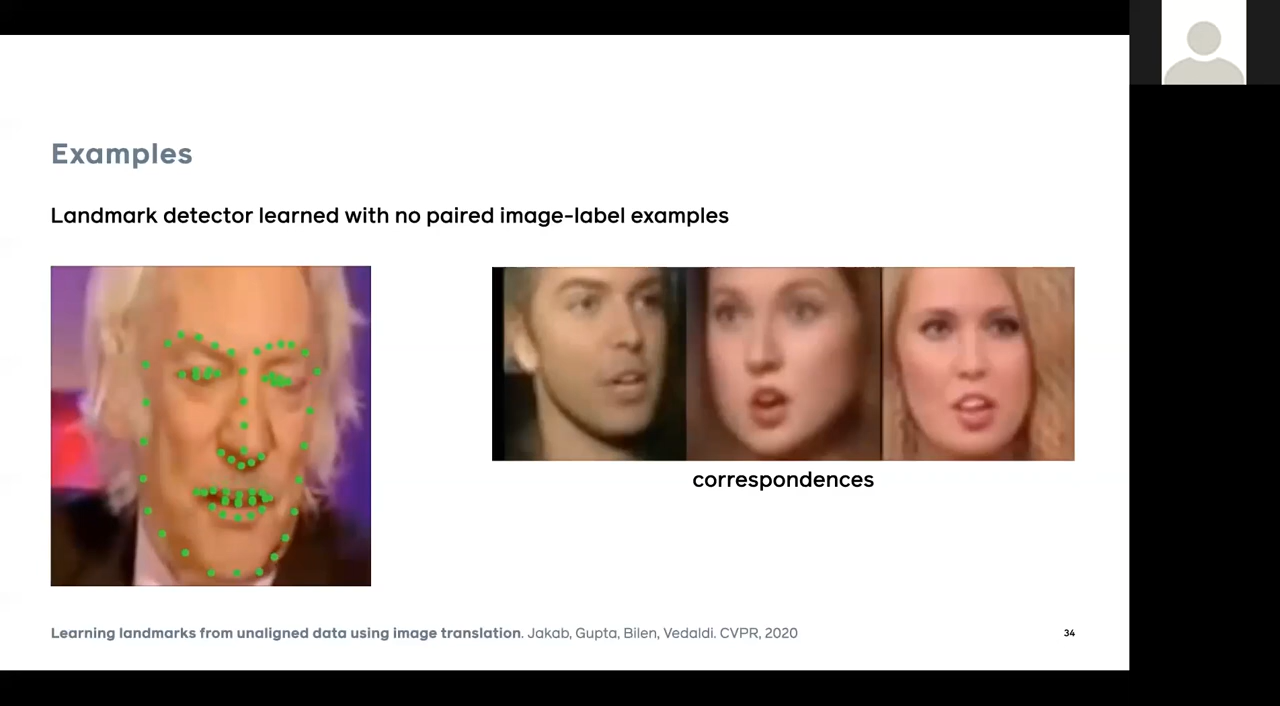 Examples
Landmark detector learned with no paired image-label examples
correspondences
Learning landmarks from unaligned data using image translation. Jakab, Gupta, Bilen, Vedaldi. CVPR, 2020
34